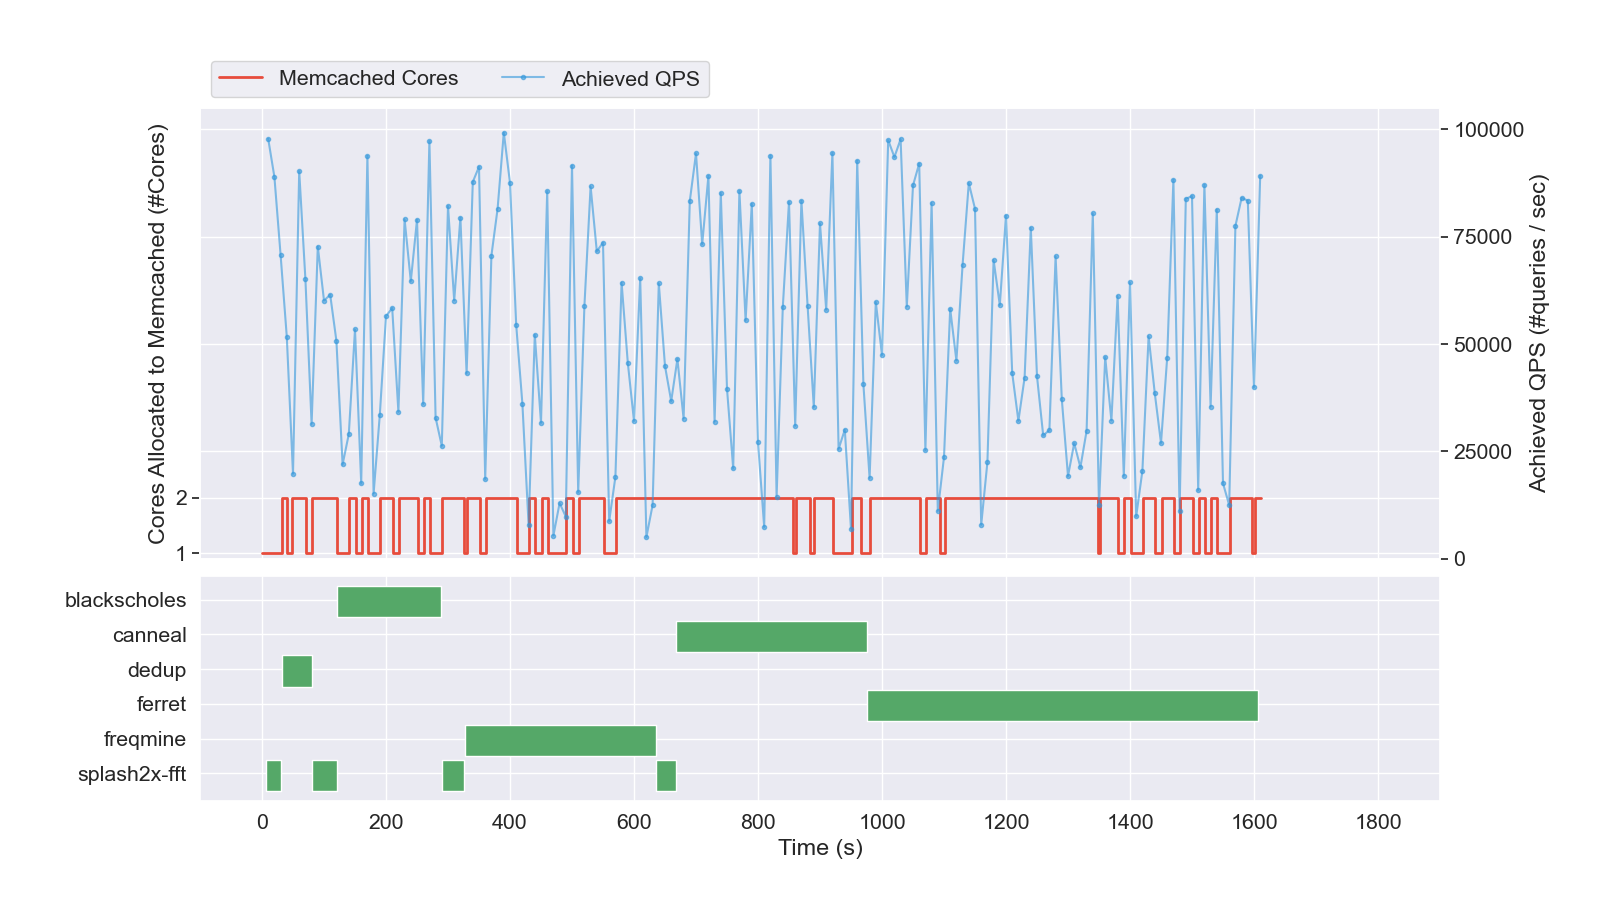 Memcached Cores
Achieved QPS
Cores Allocated to Memcached (#Cores)
2
1
100000
75000
50000
25000
0
Achieved QPS (#queries / sec)
blackscholes
canneal
dedup
ferret
freqmine
splash2x-fft
0 200 400 600 800 1000 1200 1400 1600 1800
Time (s)